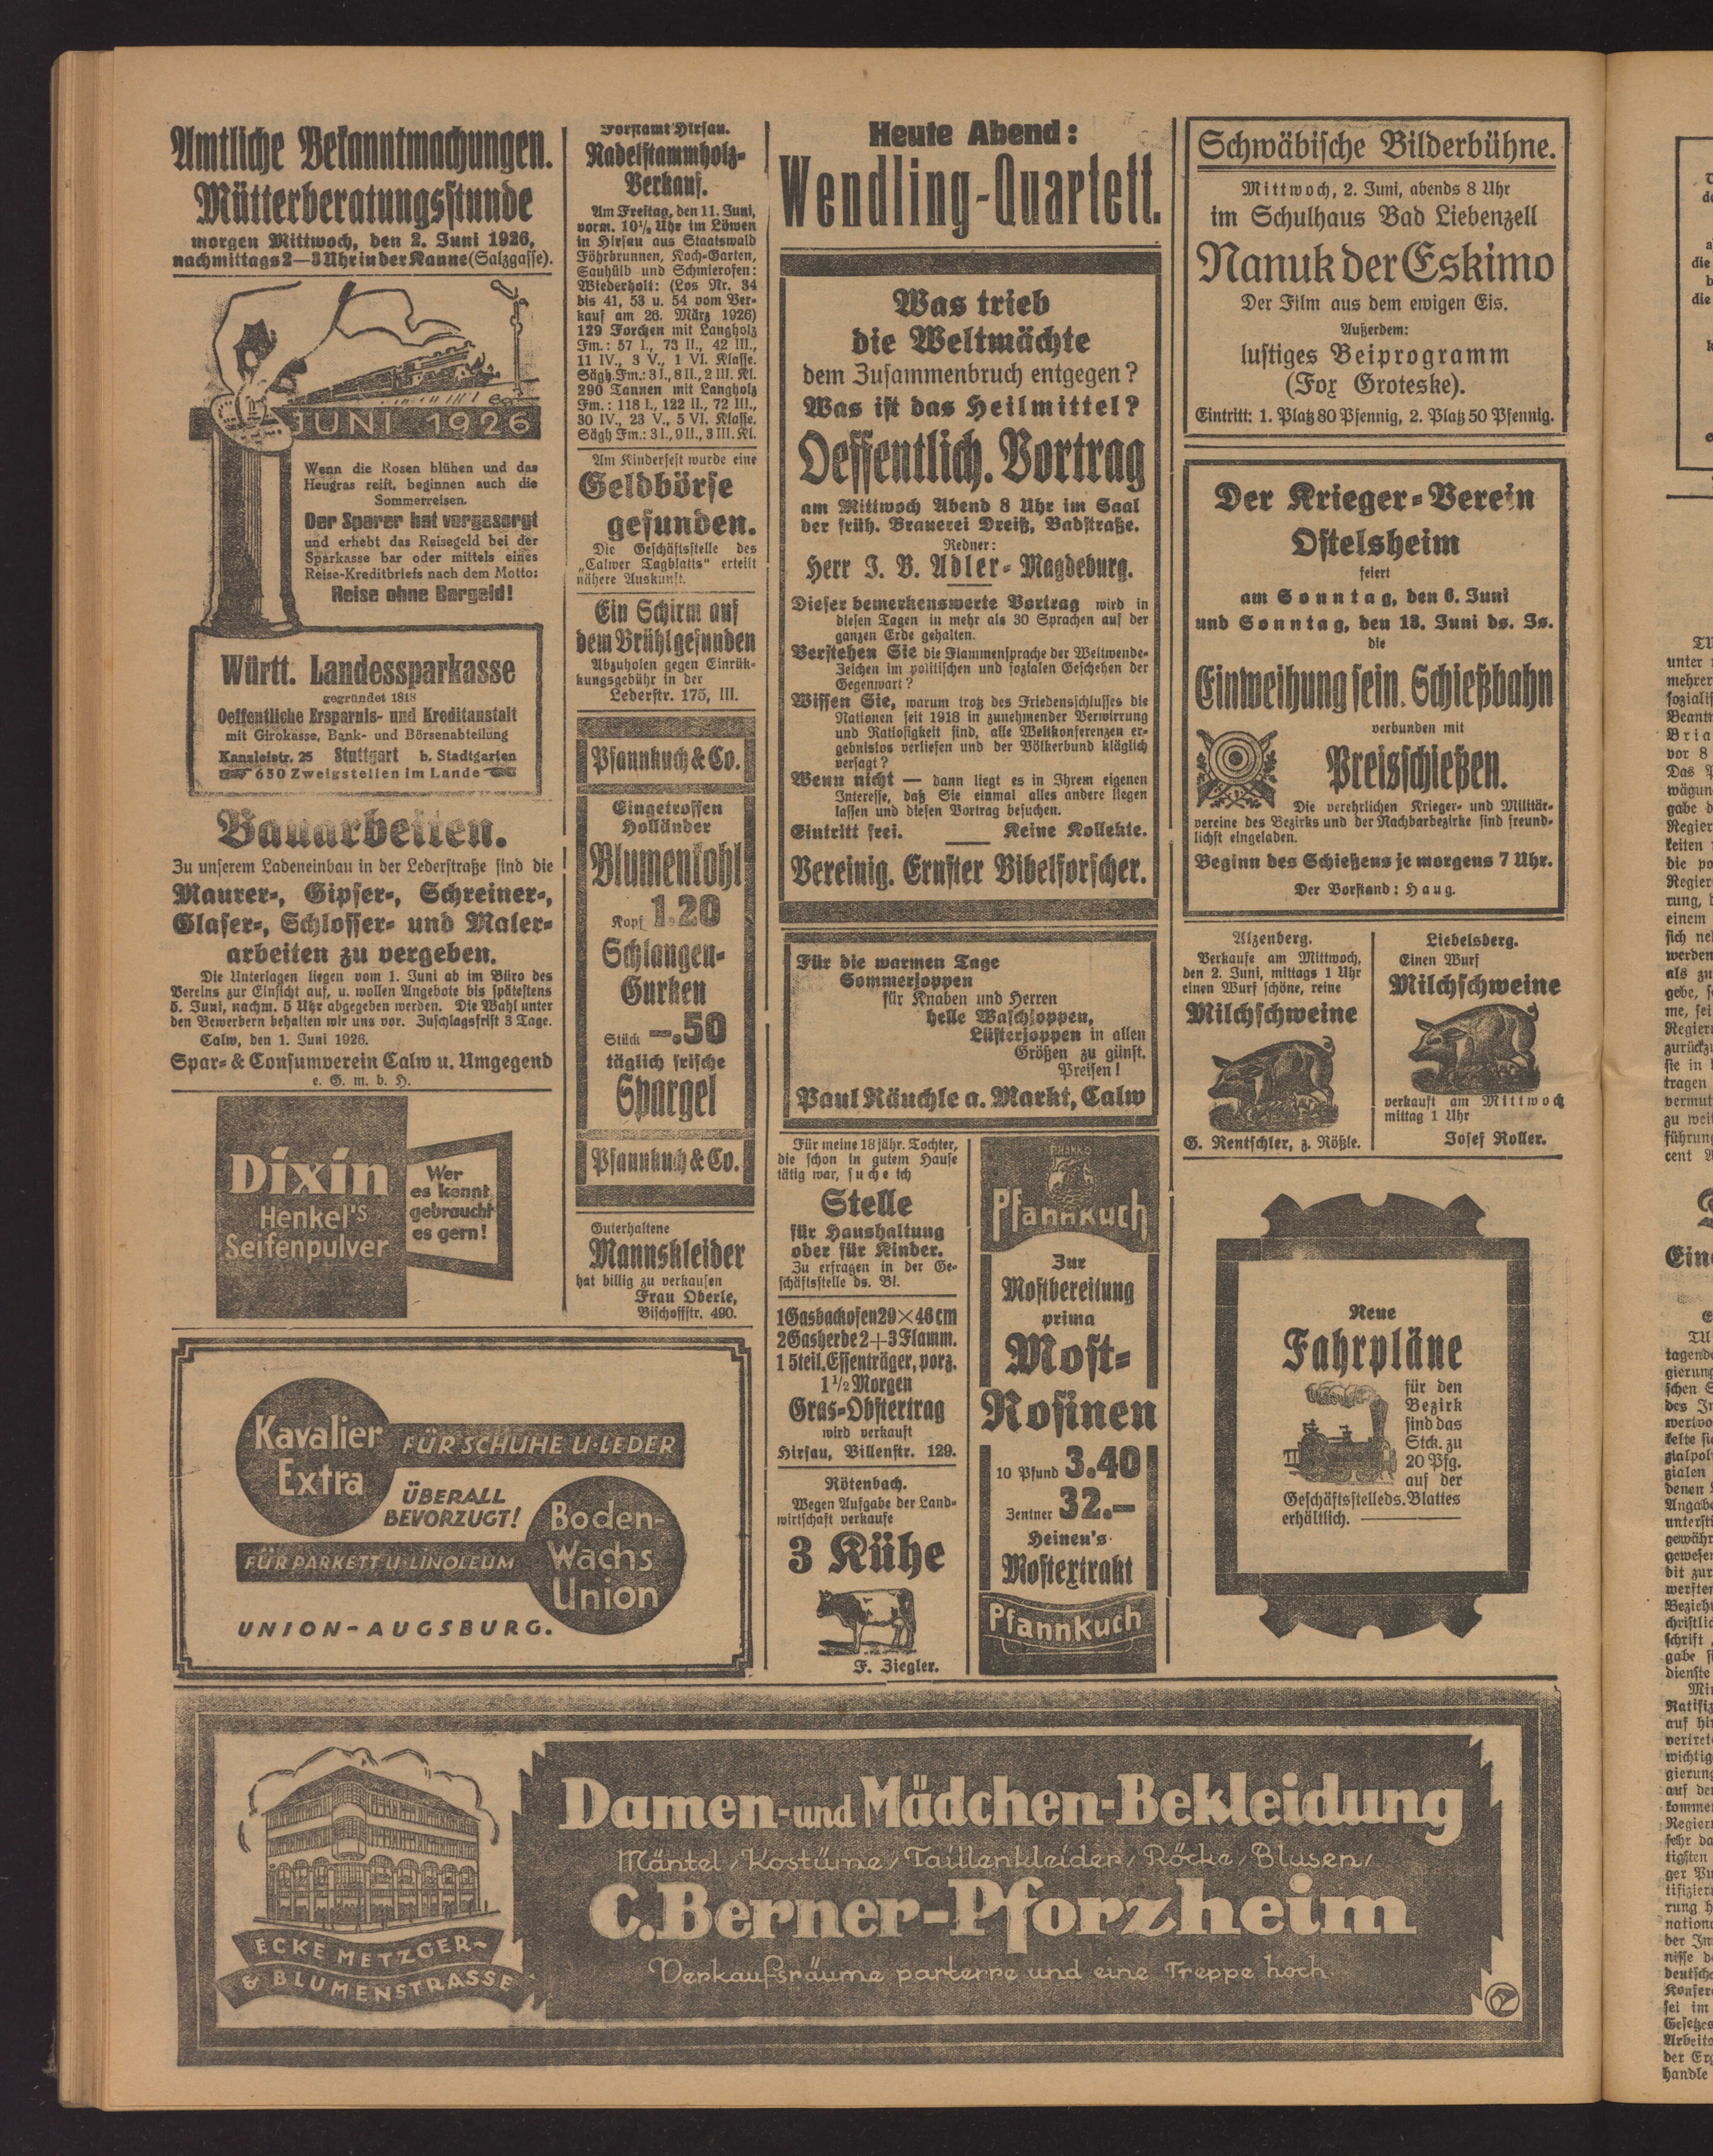 Amtliche Bekanntmachungen.
Mütterberatungsstunde
morgen Mittwoch, den 2. Juni 1926,
nachmittags 2—3 Uhr in der Kanne (Salzgasse).
JUNI 1926
Wenn die Rosen blühen und das
Heugras reift, beginnen auch die
Sommerreisen.
Der Sparer hat vorgesorgt
und erhebt das Reisegeld bei der
Sparkasse bar oder mittels eines
Reise-Kreditbriefs nach dem Motto:
Reise ohne Bargeld!
Württ. Landessparkasse
gegründet 1818
Oeffentliche Ersparnis- und Kreditanstalt
mit Girokasse, Bank- und Börsenabteilung
Kanzleistr. 25 Stuttgart b. Stadtgarten
650 Zweigstellen im Lande
Bauarbeiten.
Zu unserem Ladeneinbau in der Lederstraße sind die
Maurer-, Gipser-, Schreiner-,
Glaser-, Schlosser- und Maler-
arbeiten zu vergeben.
Die Unterlagen liegen vom 1. Juni ab im Büro des
Vereins zur Einsicht auf, u. wollen Angebote bis spätestens
5. Juni, nachm. 5 Uhr abgegeben werden. Die Wahl unter
den Bewerbern behalten wir uns vor. Zuschlagsfrist 3 Tage.
Calw, den 1. Juni 1926.
Spar- & Consumverein Calw u. Umgegend
e. G. m. b. H.
Dixin
Henkel's
Seifenpulver
Wer
es kennt
gebraucht
es gern!
Forstamt Hirsau.
Nadelstammholz-
Verkauf.
Am Freitag, den 11. Juni,
vorm. 10½ Uhr im Löwen
in Hirsau aus Staatswald
Föhrbrunnen, Koch-Garten,
Sauhülb und Schmierofen:
Wiederholt: (Los Nr. 34
bis 41, 53 u. 54 vom Ver-
kauf am 26. März 1926)
129 Forchen mit Langholz
Fm.: 57 I., 73 II., 42 III.,
11 IV., 3 V., 1 VI. Klasse.
Sägh. Fm.: 3 I., 8 II., 2 III. Kl.
290 Tannen mit Langholz
Fm.: 118 I., 122 II., 72 III.,
30 IV., 23 V., 5 VI. Klasse.
Sägh Fm.: 3 I., 9 II., 3 III. Kl.
Am Kinderfest wurde eine
Geldbörse
gefunden.
Die Geschäftsstelle des
„Calwer Tagblatts" erteilt
nähere Auskunft.
Ein Schirm auf
dem Brühl gefunden
Abzuholen gegen Einrük-
kungsgebühr in der
Lederstr. 175, III.
Pfannkuch & Co.
Eingetroffen
Holländer
Blumenkohl
Kopf 1.20
Schlangen-
Gurken
Stück —.50
täglich frische
Spargel
Pfannkuch & Co.
Guterhaltene
Mannskleider
hat billig zu verkaufen
Frau Oberle,
Bischoffstr. 490.
Kavalier
Extra
FÜR SCHUHE U. LEDER
ÜBERALL
BEVORZUGT!
Boden-
Wachs
Union
FÜR PARKETT U. LINOLEUM
UNION-AUGSBURG.
Heute Abend:
Wendling-Quartett.
Was trieb
die Weltmächte
dem Zusammenbruch entgegen?
Was ist das Heilmittel?
Oeffentlich. Vortrag
am Mittwoch Abend 8 Uhr im Saal
der früh. Brauerei Dreiß, Badstraße.
Redner:
Herr J. B. Adler - Magdeburg.
Dieser bemerkenswerte Vortrag wird in
diesen Tagen in mehr als 30 Sprachen auf der
ganzen Erde gehalten.
Verstehen Sie die Flammensprache der Weltwende-
Zeichen im politischen und sozialen Geschehen der
Gegenwart?
Wissen Sie, warum trotz des Friedensschlusses die
Nationen seit 1918 in zunehmender Verwirrung
und Ratlosigkeit sind, alle Weltkonferenzen er-
gebnislos verliefen und der Völkerbund kläglich
versagt?
Wenn nicht — dann liegt es in Ihrem eigenen
Interesse, daß Sie einmal alles andere liegen
lassen und diesen Vortrag besuchen.
Eintritt frei. Keine Kollekte.
Vereinig. Ernster Bibelforscher.
Für die warmen Tage
Sommerjoppen
für Knaben und Herren
helle Waschjoppen,
Lüsterjoppen in allen
Größen zu günst.
Preisen!
Paul Räuchle a. Markt, Calw
Für meine 18 jähr. Tochter,
die schon in gutem Hause
tätig war, suche ich
Stelle
für Haushaltung
oder für Kinder.
Zu erfragen in der Ge-
schäftsstelle ds. Bl.
1 Gasbackofen 29×46 cm
2 Gasherde 2+3 Flamm.
1 5teil. Essenträger, porz.
1½ Morgen
Gras-Obstertrag
wird verkauft
Hirsau, Villenstr. 129.
Rötenbach.
Wegen Aufgabe der Land-
wirtschaft verkaufe
3 Kühe
F. Ziegler.
PFANNKO
Pfannkuch
Zur
Mostbereitung
prima
Most-
Rosinen
10 Pfund 3.40
Zentner 32.—
Heinen's
Mostextrakt
Pfannkuch
Schwäbische Bilderbühne.
Mittwoch, 2. Juni, abends 8 Uhr
im Schulhaus Bad Liebenzell
Nanuk der Eskimo
Der Film aus dem ewigen Eis.
Außerdem:
lustiges Beiprogramm
(Fox Groteske).
Eintritt: 1. Platz 80 Pfennig, 2. Platz 50 Pfennig.
Der Krieger-Verein
Ostelsheim
feiert
am Sonntag, den 6. Juni
und Sonntag, den 13. Juni ds. Js.
die
Einweihung sein. Schießbahn
verbunden mit
Preisschießen.
Die verehrlichen Krieger- und Militär-
vereine des Bezirks und der Nachbarbezirke sind freund-
lichst eingeladen.
Beginn des Schießens je morgens 7 Uhr.
Der Vorstand: Haug.
Alzenberg.
Verkaufe am Mittwoch,
den 2. Juni, mittags 1 Uhr
einen Wurf schöne, reine
Milchschweine
G. Rentschler, z. Rößle.
Liebelsberg.
Einen Wurf
Milchschweine
verkauft am Mittwoch
mittag 1 Uhr
Josef Roller.
Neue
Fahrpläne
für den
Bezirk
sind das
Stck. zu
20 Pfg.
auf der
Geschäftsstelle ds. Blattes
erhältlich.
Damen- und Mädchen-Bekleidung
Mäntel / Kostüme / Taillenkleider / Röcke / Blusen /
C. Berner-Pforzheim
Verkaufsräume parterre und eine Treppe hoch.
ECKE METZGER-
& BLUMENSTRASSE